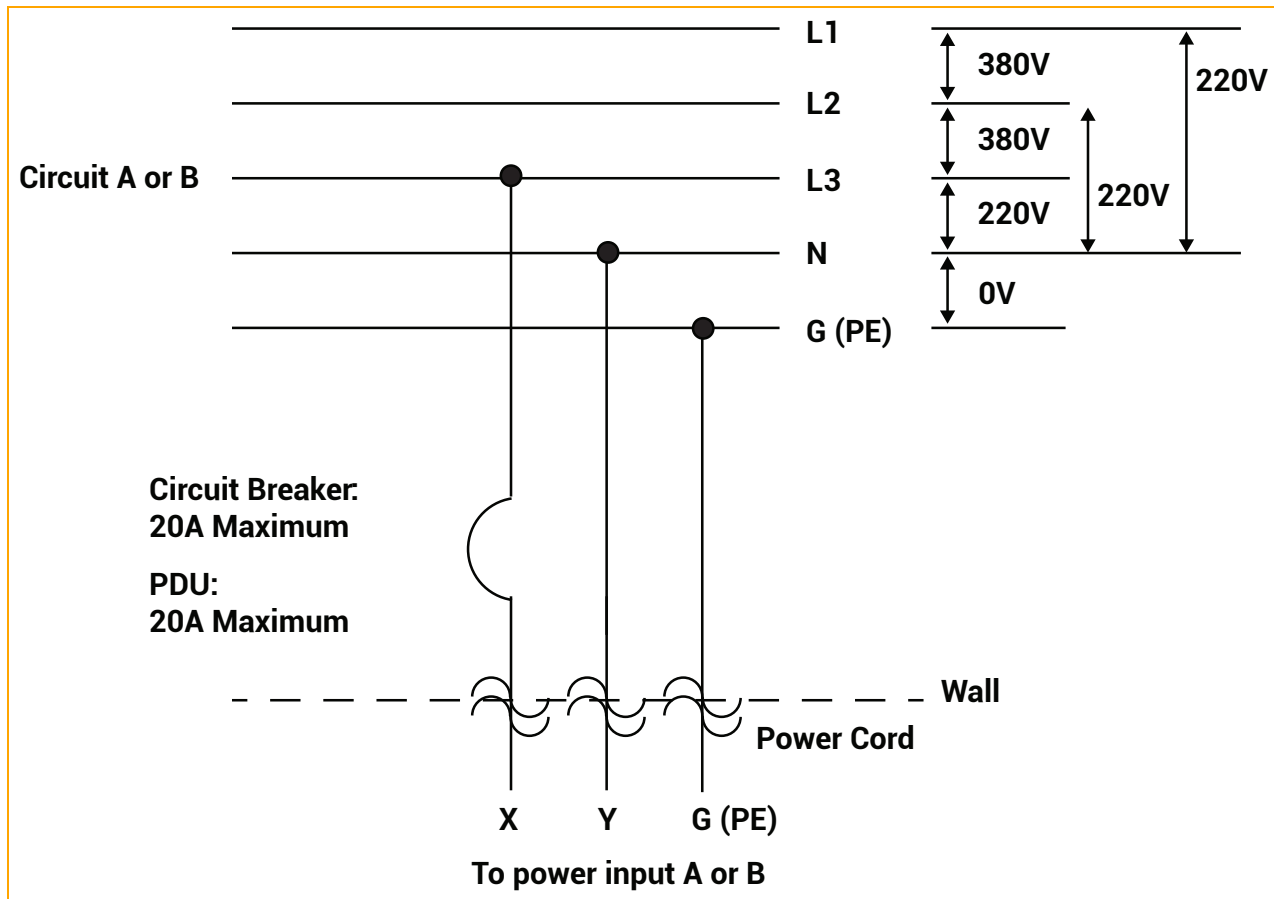 L1
380V
220V
L2
380V
Circuit A or B
L3
220V
220V
N
0V
G (PE)
Circuit Breaker:
20A Maximum
PDU:
20A Maximum
Wall
Power Cord
X
Y
G (PE)
To power input A or B